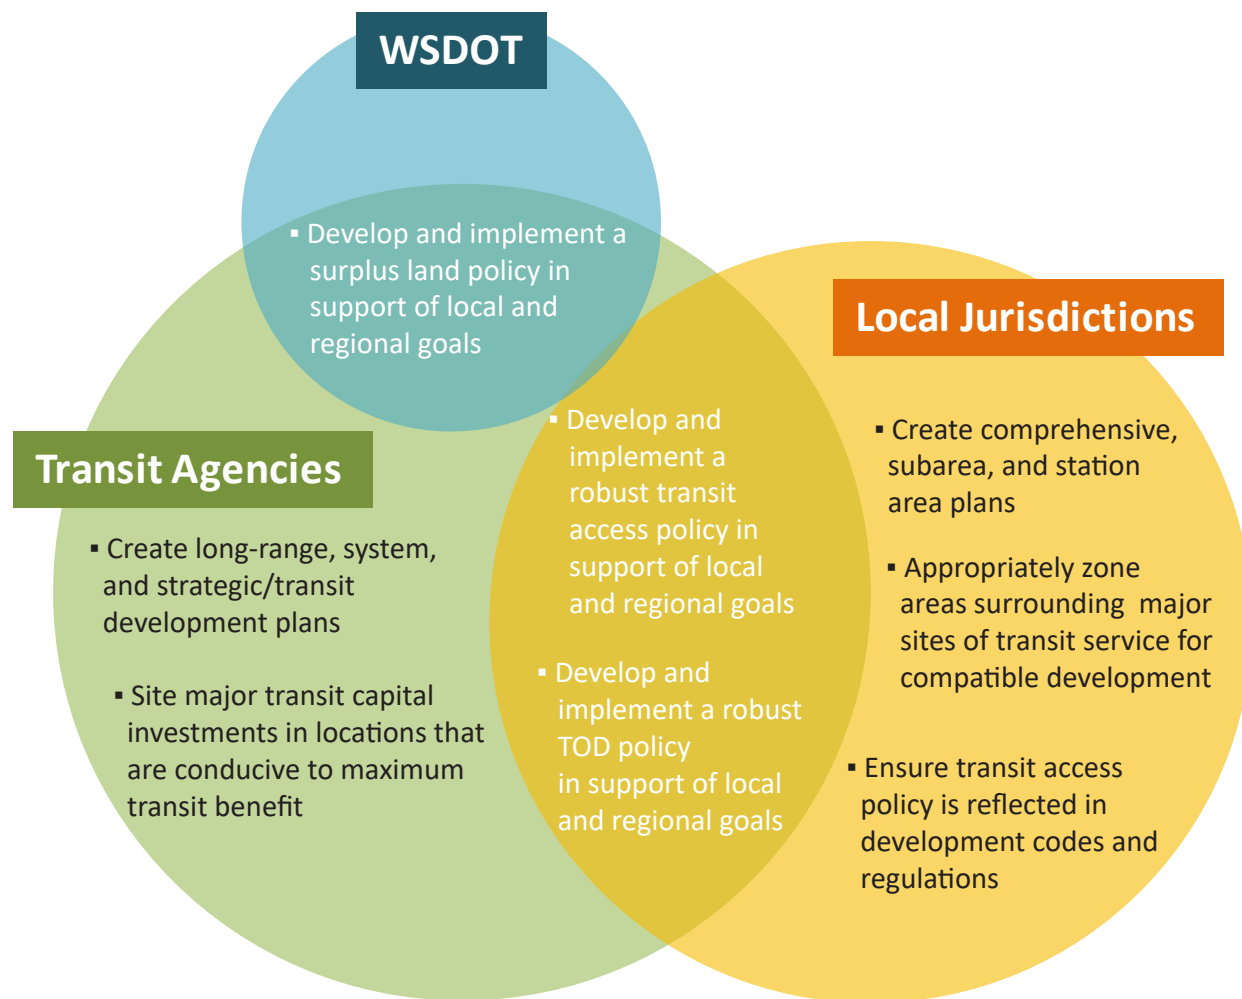 WSDOT
▪ Develop and implement a
surplus land policy in
support of local and
regional goals
Transit Agencies
▪ Create long-range, system,
and strategic/transit
development plans
▪ Site major transit capital
investments in locations that
are conducive to maximum
transit benefit
▪ Develop and
implement a
robust transit
access policy in
support of local
and regional goals
▪ Develop and
implement a robust
TOD policy
in support of local
and regional goals
Local Jurisdictions
▪ Create comprehensive,
subarea, and station
area plans
▪ Appropriately zone
areas surrounding  major
sites of transit service for
compatible development
▪ Ensure transit access
policy is reflected in
development codes and
regulations